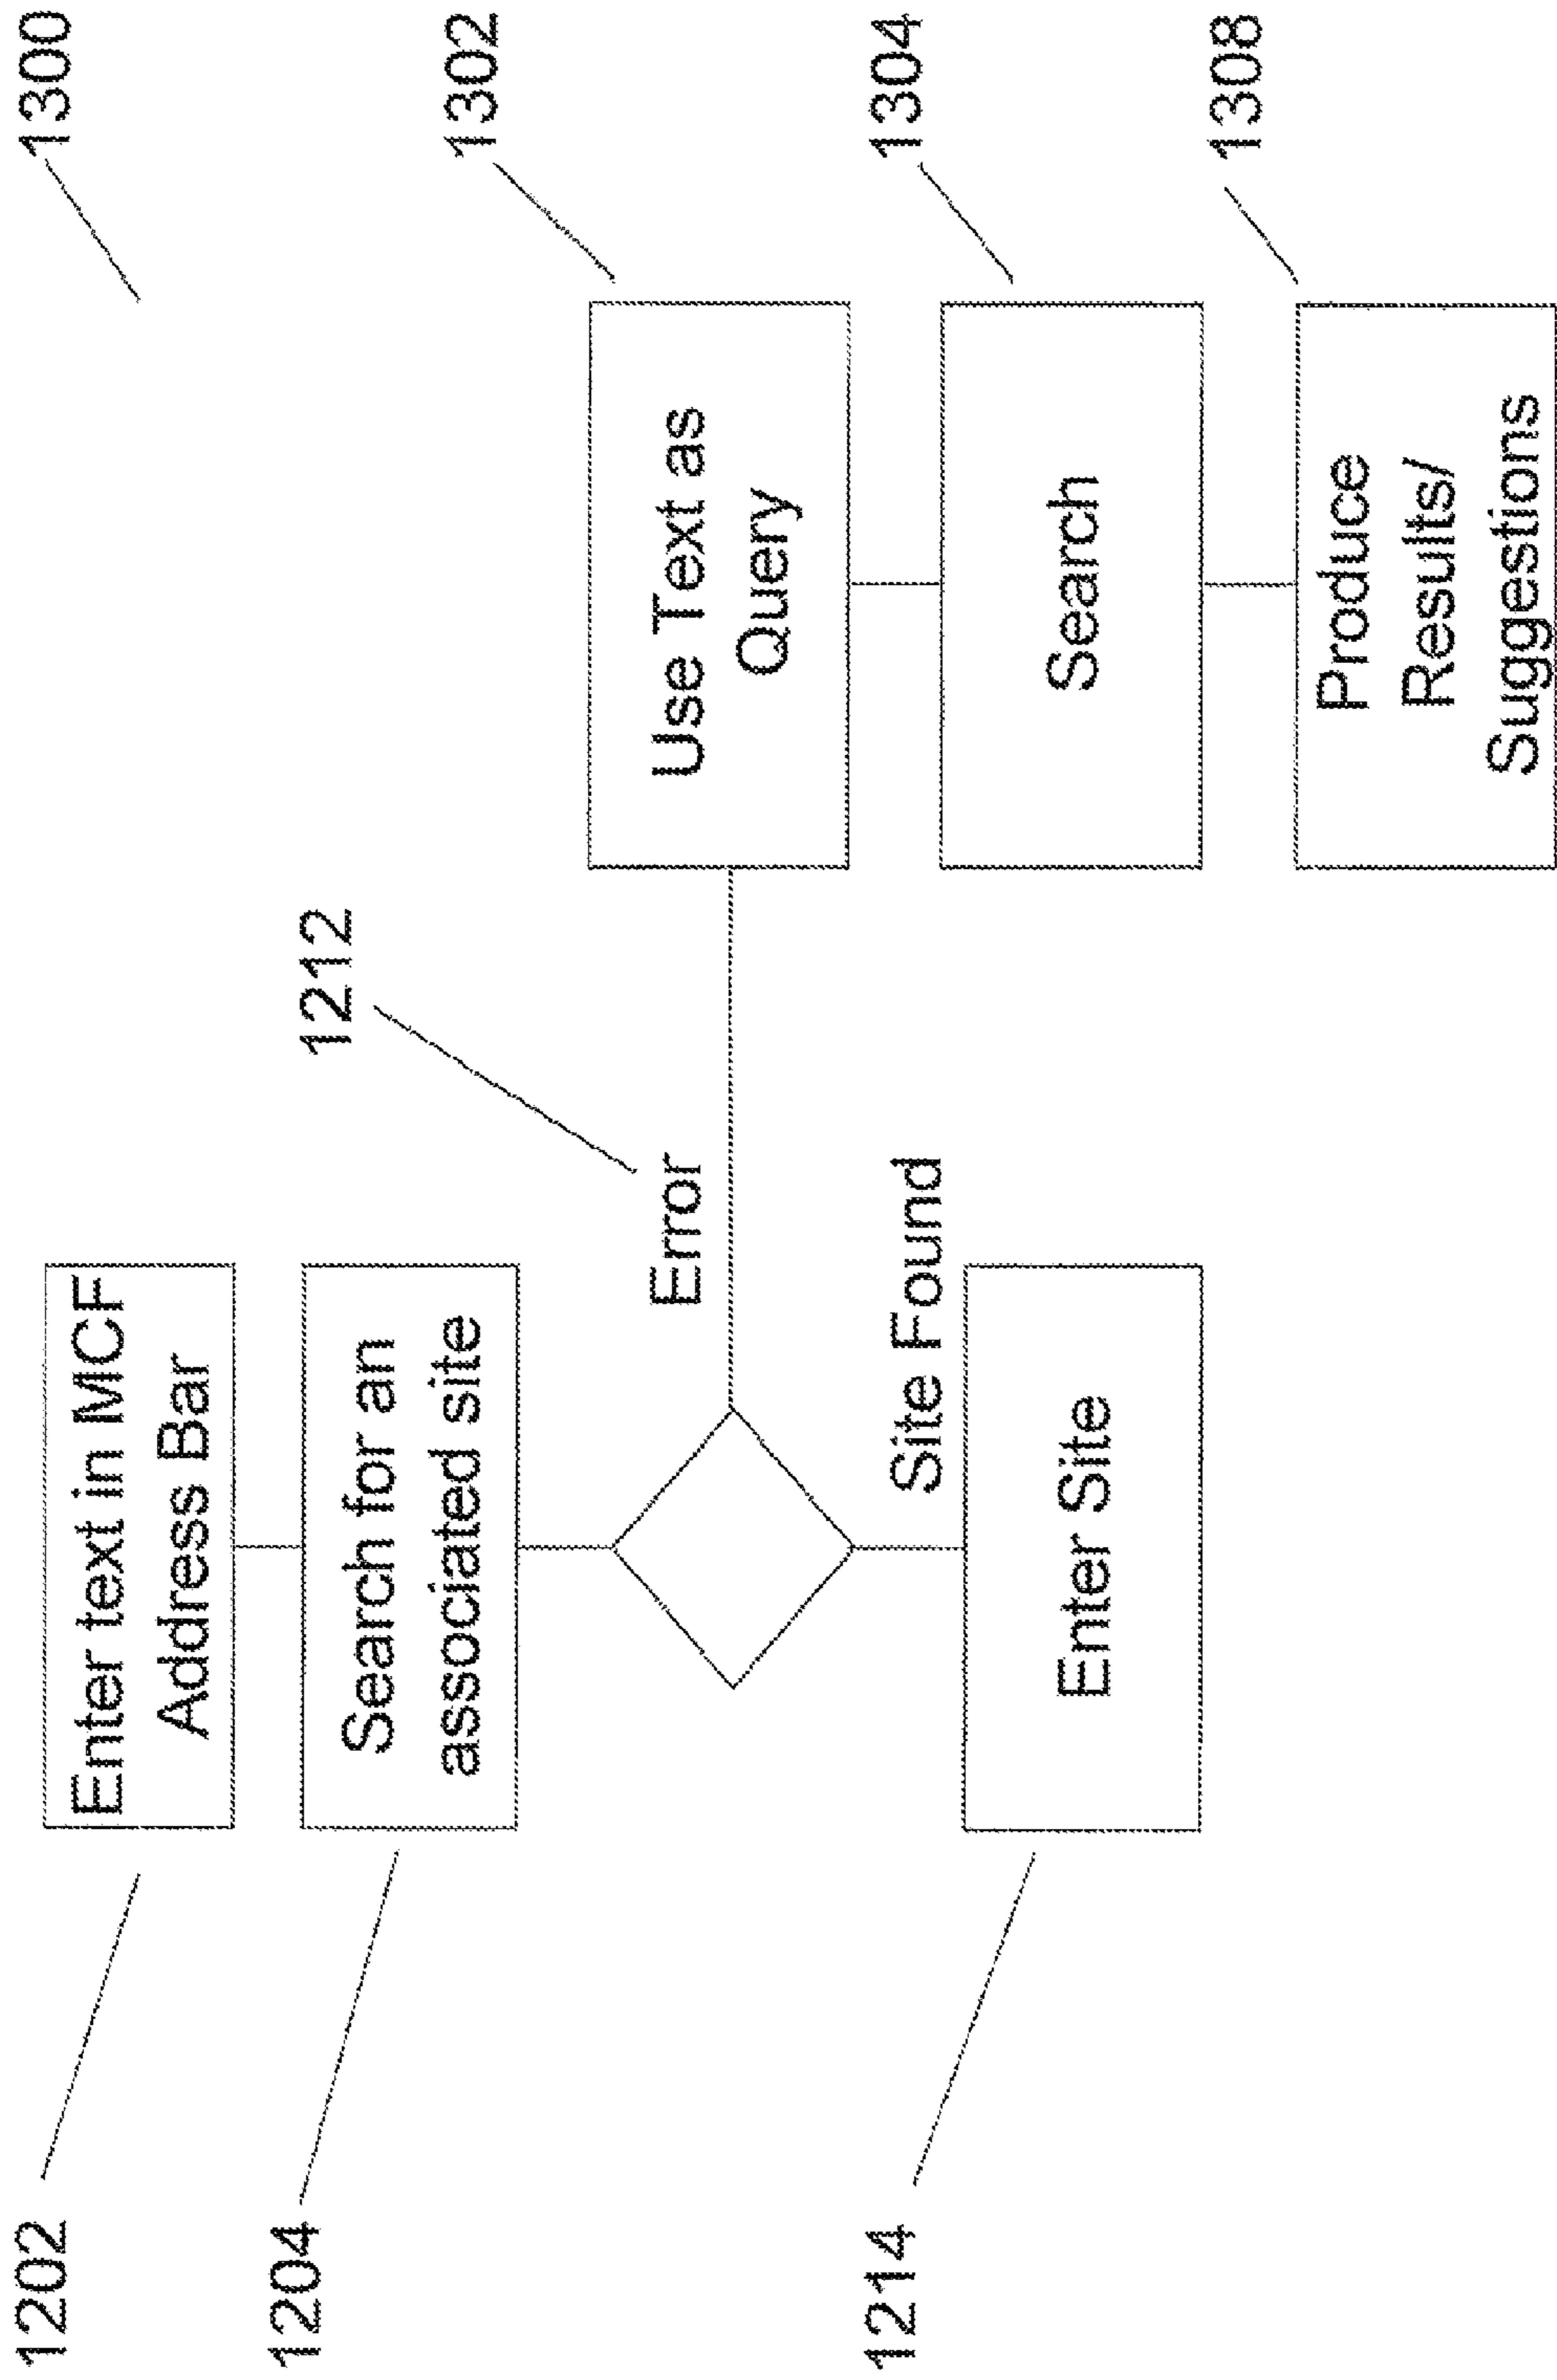 1300
1202
Enter text in MCF
Address Bar
1204
Search for an
associated site
1212
Error
1302
Use Text as
Query
Site Found
1304
Search
1214
Enter Site
1308
Produce
Results/
Suggestions